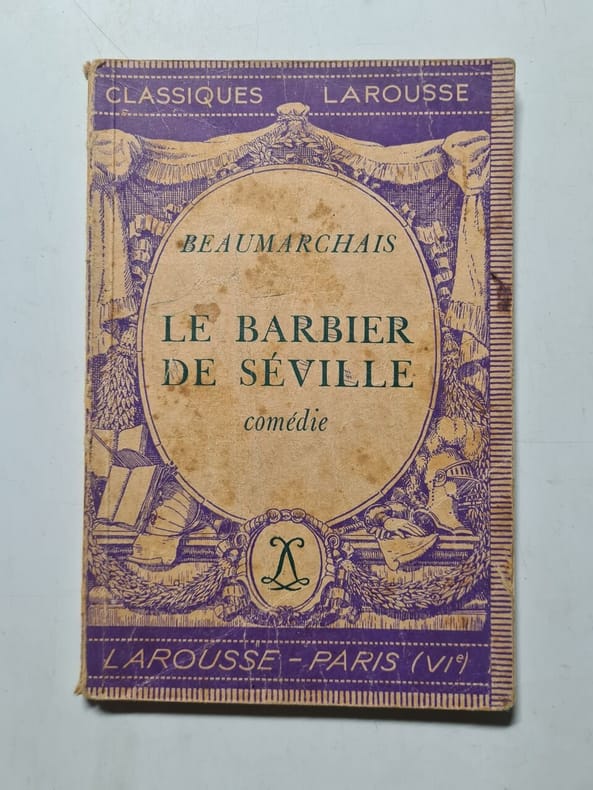 CLASSIQUES LAROUSSE
BEAUMARCHAIS
LE BARBIER
DE SÉVILLE
comédie
LAROUSSE - PARIS (VIe)